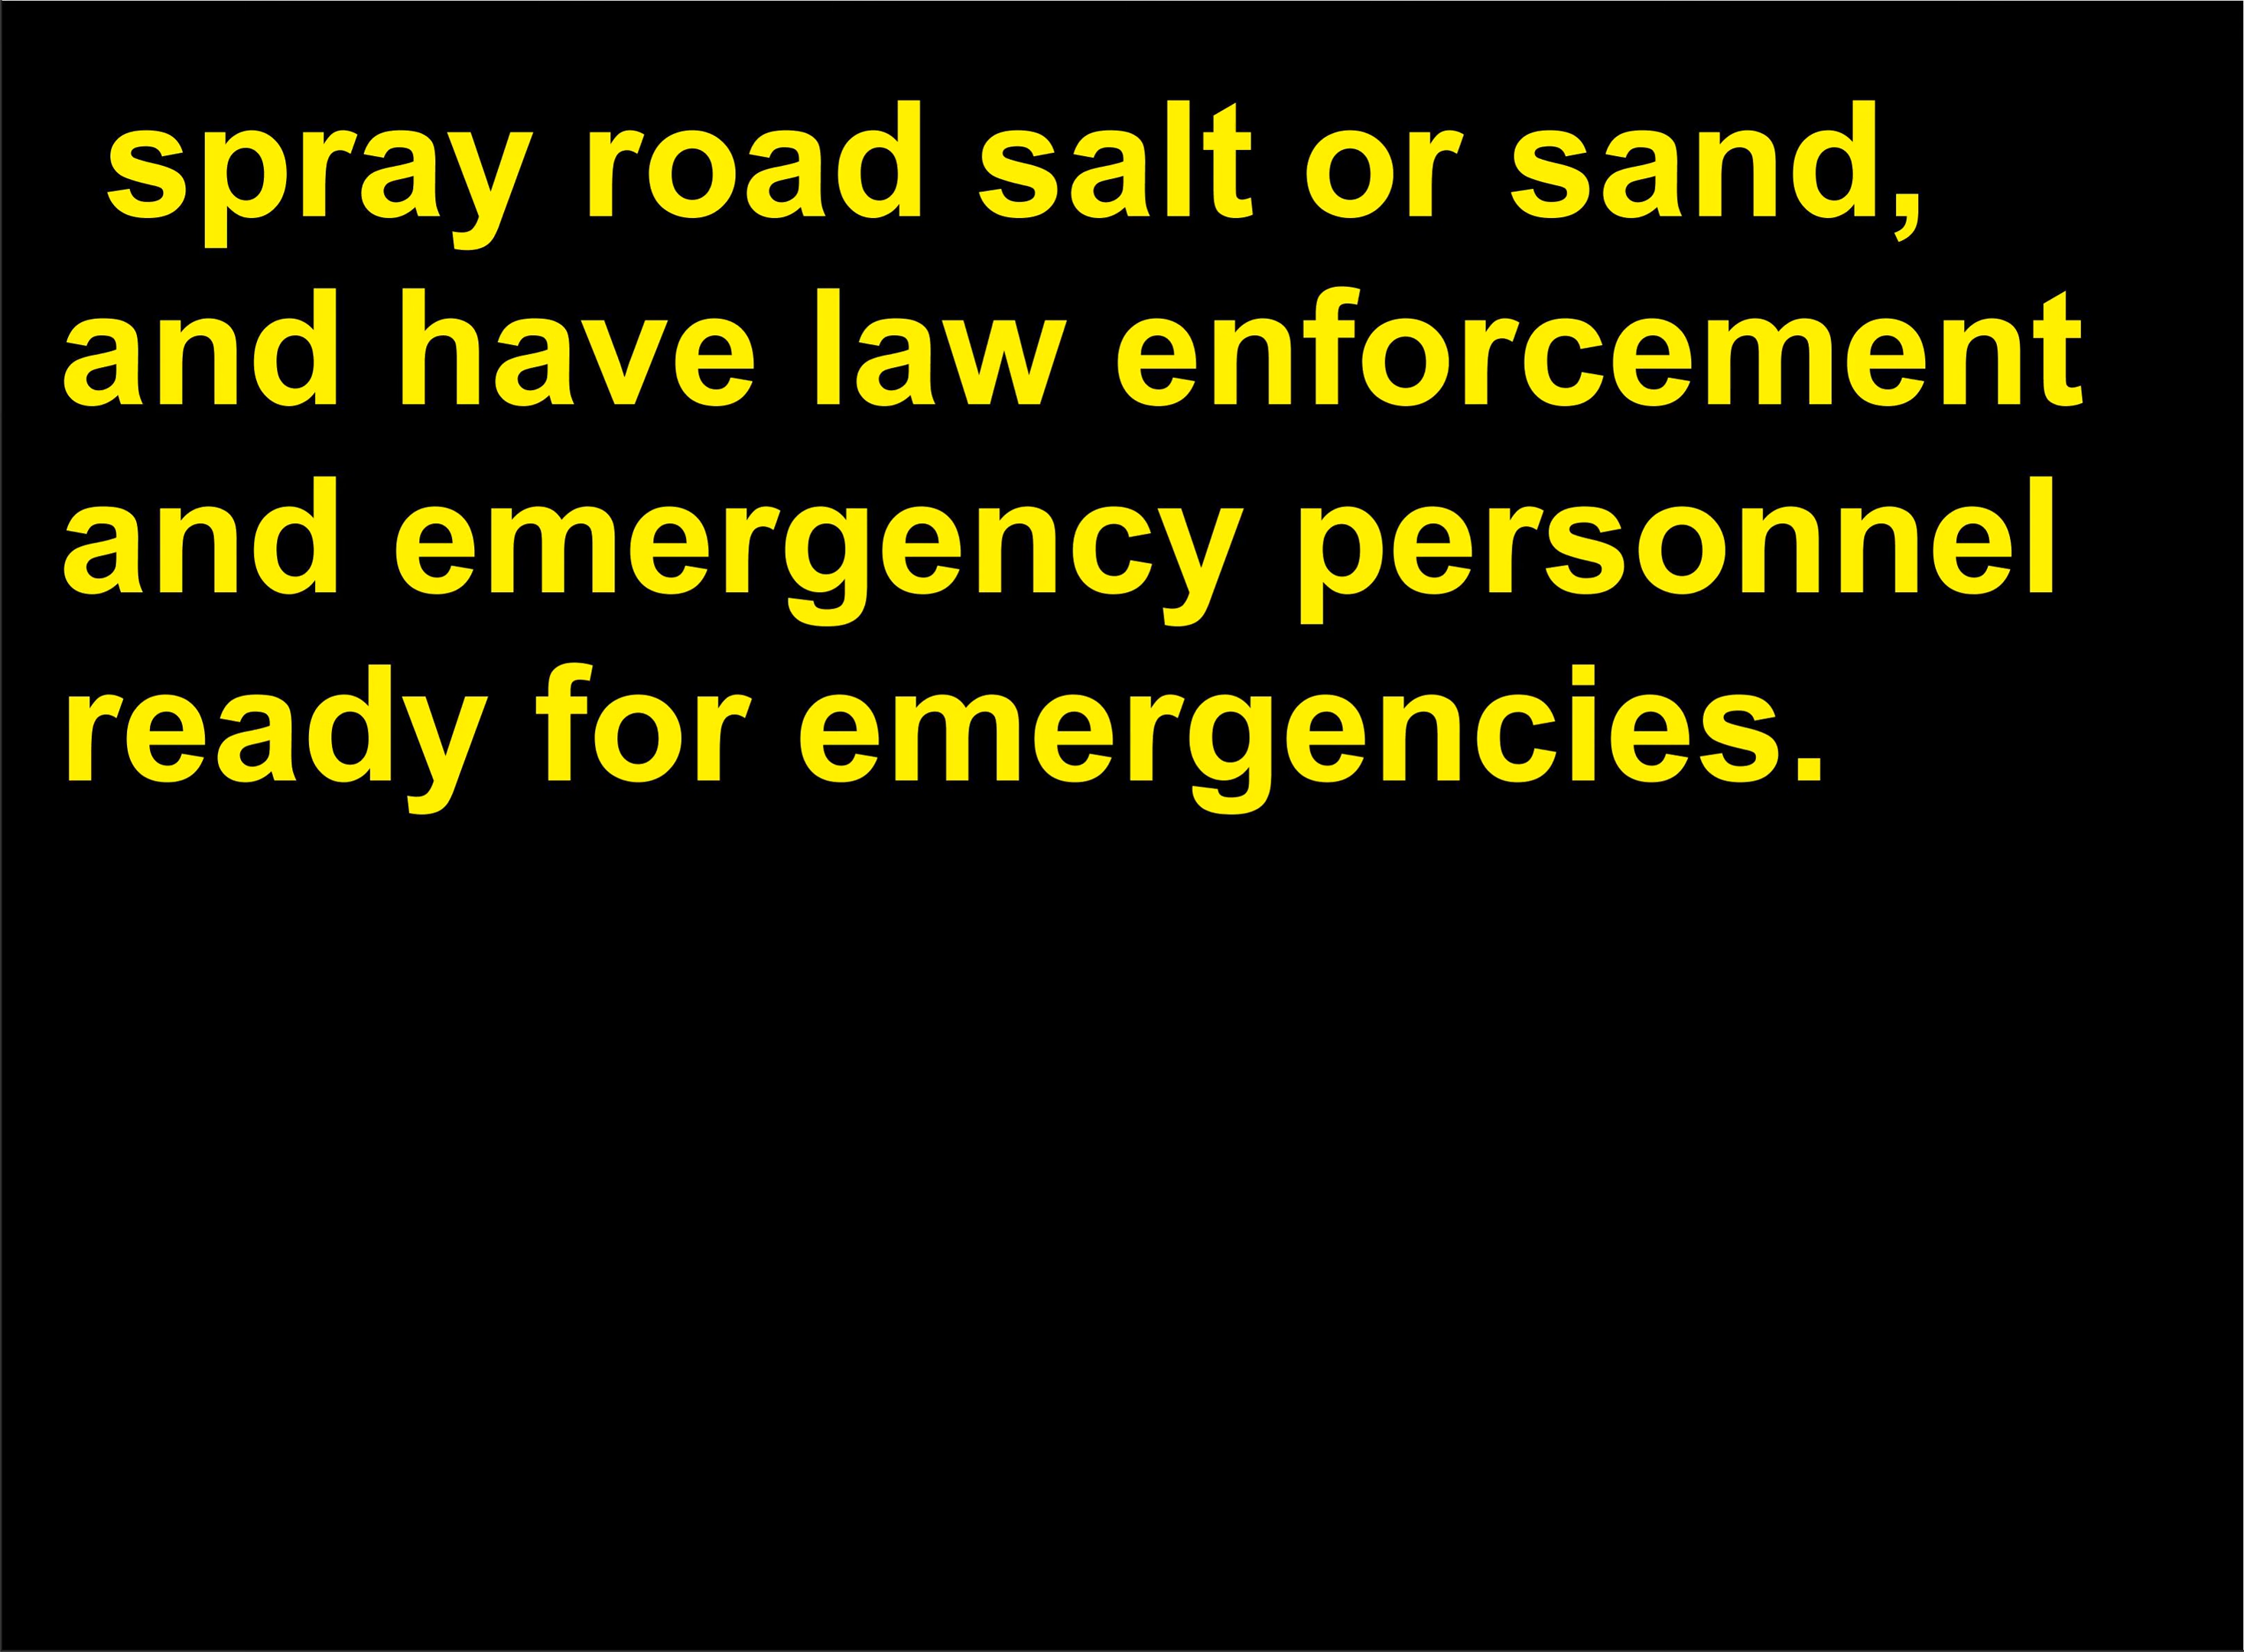 spray road salt or sand,
and have law enforcement
and emergency personnel
ready for emergencies.